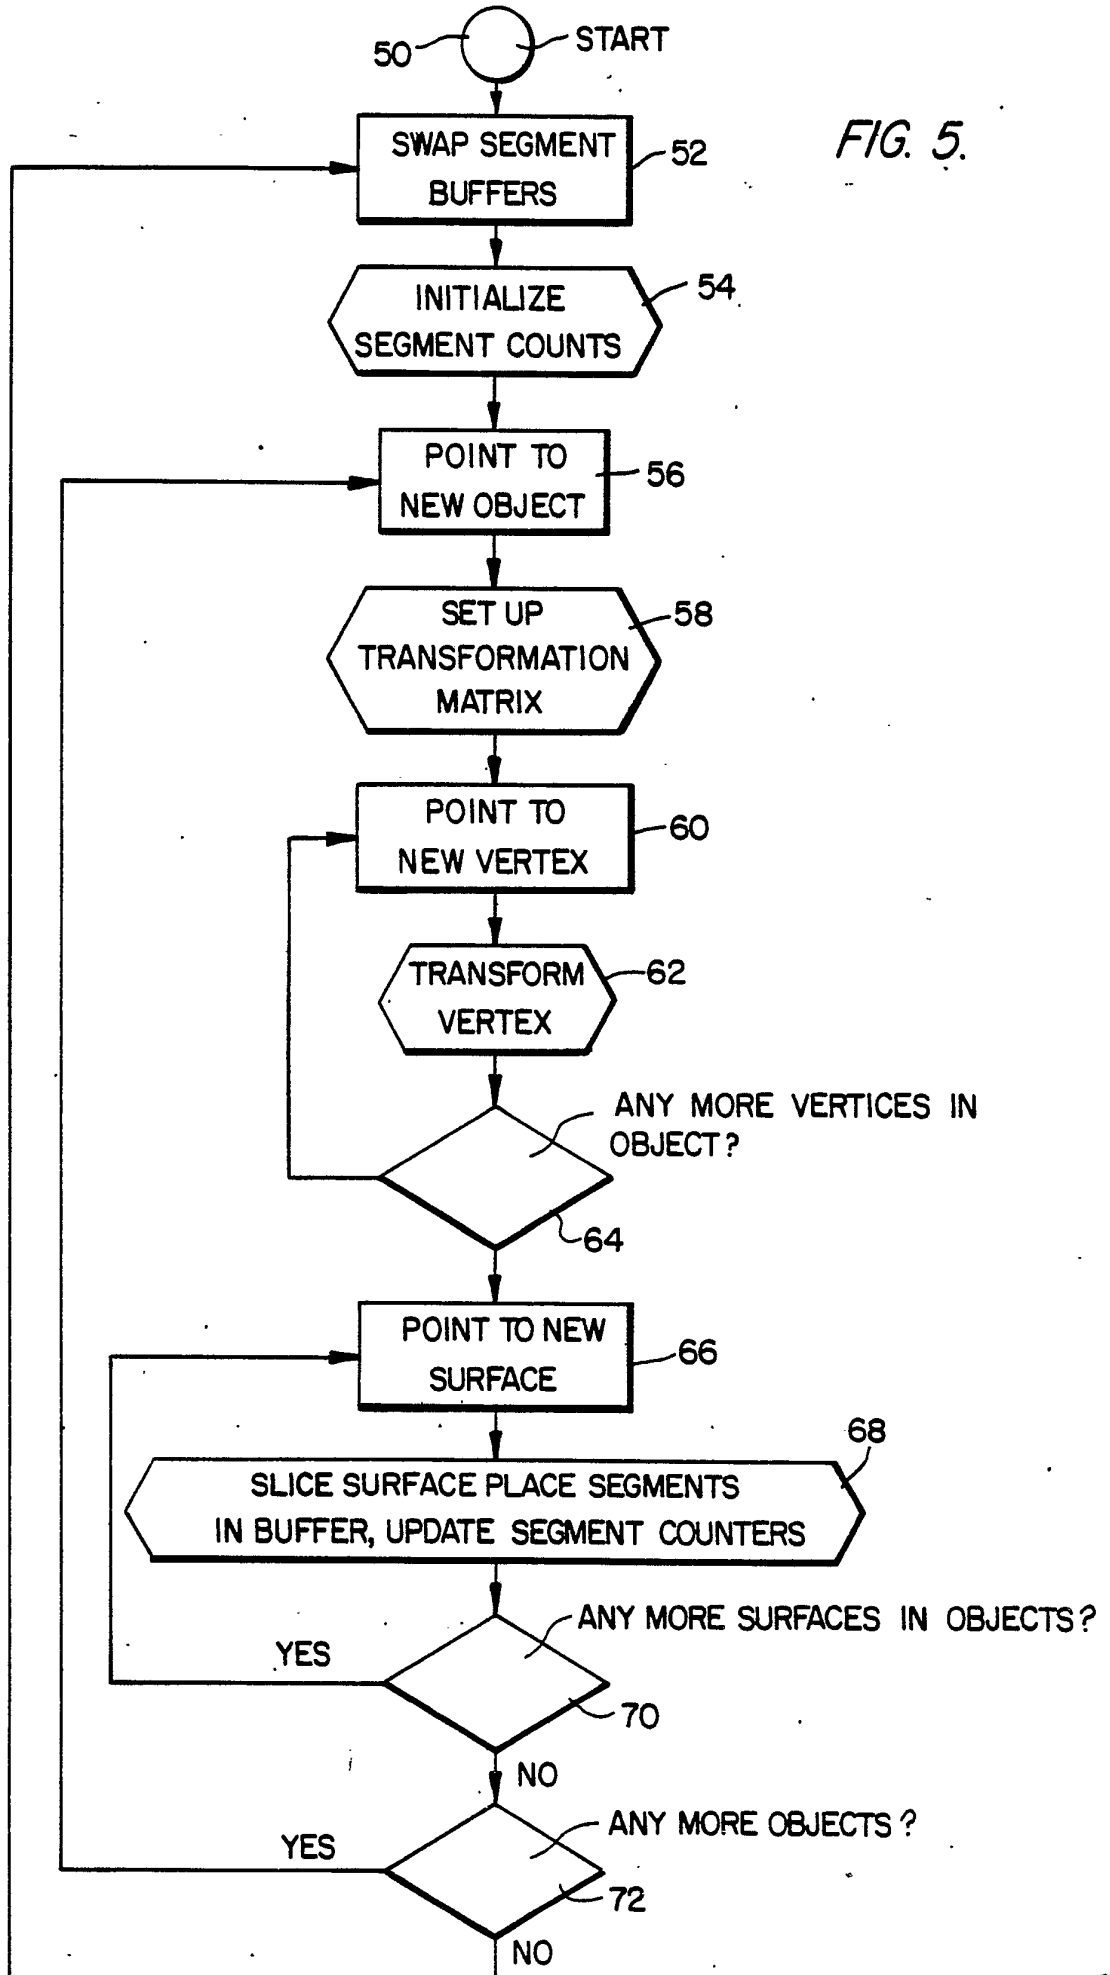 50
START
FIG. 5.
SWAP SEGMENT
BUFFERS
52
INITIALIZE
SEGMENT COUNTS
54
POINT TO
NEW OBJECT
56
SET UP
TRANSFORMATION
MATRIX
58
POINT TO
NEW VERTEX
60
TRANSFORM
VERTEX
62
ANY MORE VERTICES IN
OBJECT?
64
POINT TO NEW
SURFACE
66
68
SLICE SURFACE PLACE SEGMENTS
IN BUFFER, UPDATE SEGMENT COUNTERS
ANY MORE SURFACES IN OBJECTS?
YES
70
NO
ANY MORE OBJECTS?
YES
72
NO